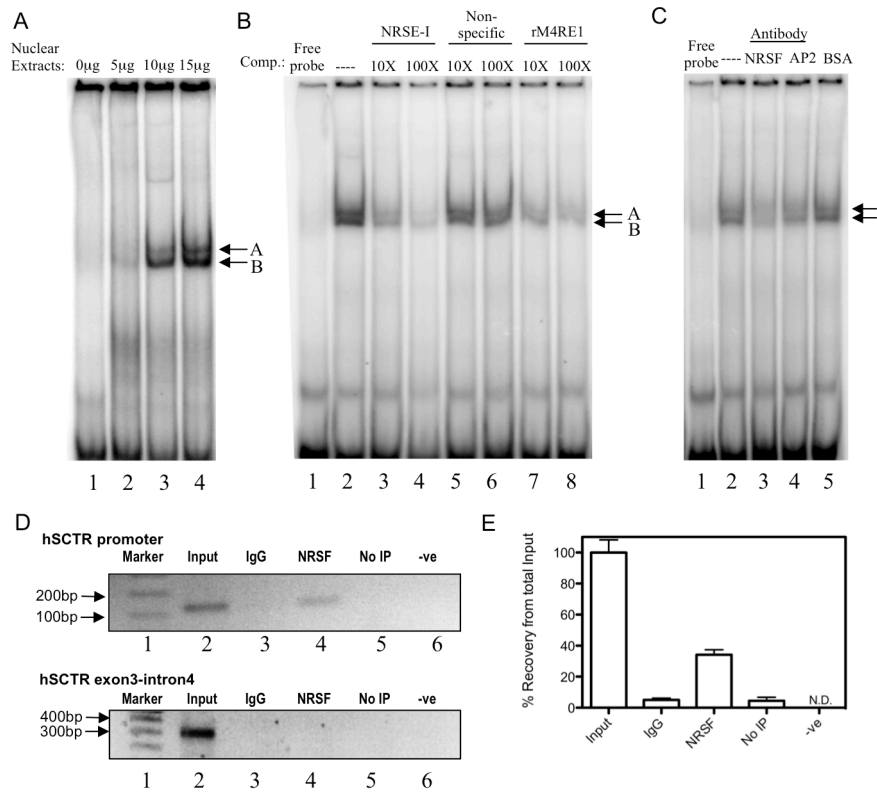 A
Nuclear
Extracts: 0µg 5µg 10µg 15µg
A
B
1 2 3 4
B
NRSE-I Non-specific rM4RE1
Comp.: Free probe ---- 10X 100X 10X 100X 10X 100X
A
B
1 2 3 4 5 6 7 8
C
Antibody
Free probe ---- NRSF AP2 BSA
1 2 3 4 5
D
hSCTR promoter
Marker Input IgG NRSF No IP -ve
200bp
100bp
1 2 3 4 5 6
hSCTR exon3-intron4
Marker Input IgG NRSF No IP -ve
400bp
300bp
1 2 3 4 5 6
E
% Recovery from total Input
100
80
60
40
20
0
N.D.
Input IgG NRSF No IP -ve